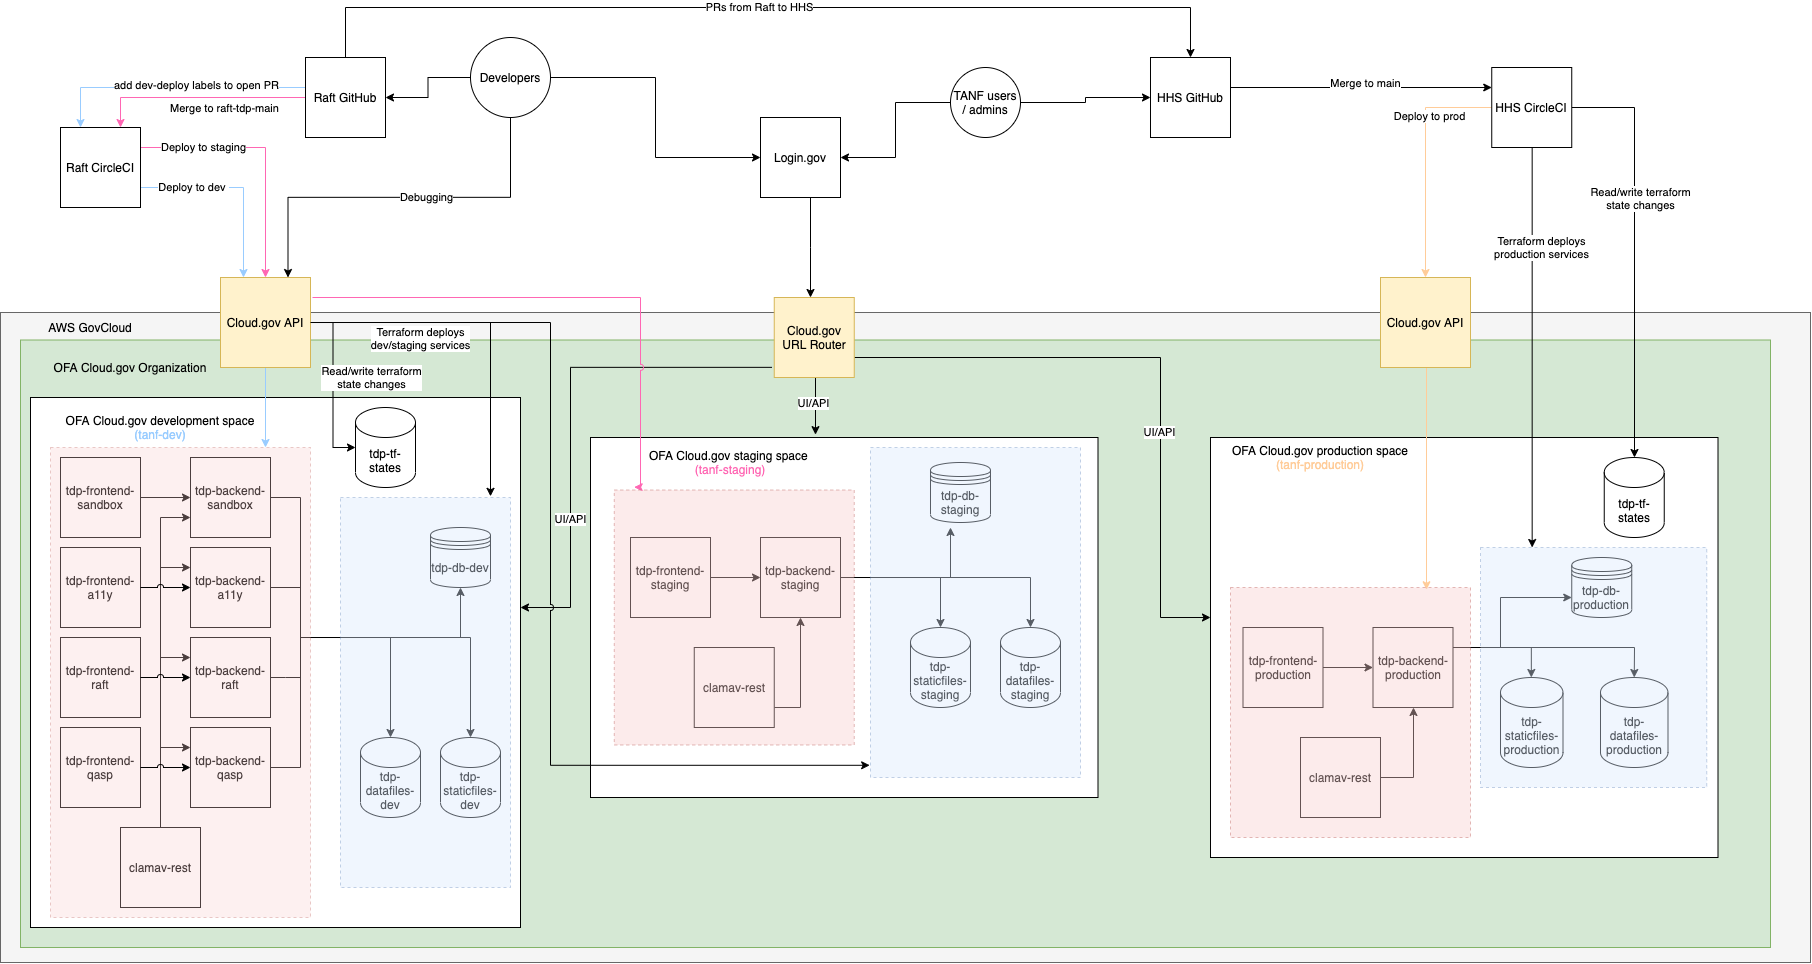 PRs from Raft to HHS
add dev-deploy labels to open PR
Merge to raft-tdp-main
Raft GitHub
Developers
TANF users
/ admins
HHS GitHub
Merge to main
HHS CircleCI
Deploy to prod
Raft CircleCI
Deploy to staging
Deploy to dev
Debugging
Login.gov
Read/write terraform
state changes
Terraform deploys
production services
AWS GovCloud
Cloud.gov API
Terraform deploys
dev/staging services
Cloud.gov
URL Router
Cloud.gov API
OFA Cloud.gov Organization
Read/write terraform
state changes
UI/API
UI/API
UI/API
OFA Cloud.gov development space
(tanf-dev)
tdp-tf-
states
tdp-frontend-
sandbox
tdp-backend-
sandbox
tdp-frontend-
a11y
tdp-backend-
a11y
tdp-frontend-
raft
tdp-backend-
raft
tdp-frontend-
qasp
tdp-backend-
qasp
clamav-rest
tdp-db-dev
tdp-
datafiles-
dev
tdp-
staticfiles-
dev
OFA Cloud.gov staging space
(tanf-staging)
tdp-frontend-
staging
tdp-backend-
staging
clamav-rest
tdp-db-
staging
tdp-
staticfiles-
staging
tdp-
datafiles-
staging
OFA Cloud.gov production space
(tanf-production)
tdp-tf-
states
tdp-frontend-
production
tdp-backend-
production
clamav-rest
tdp-db-
production
tdp-
staticfiles-
production
tdp-
datafiles-
production